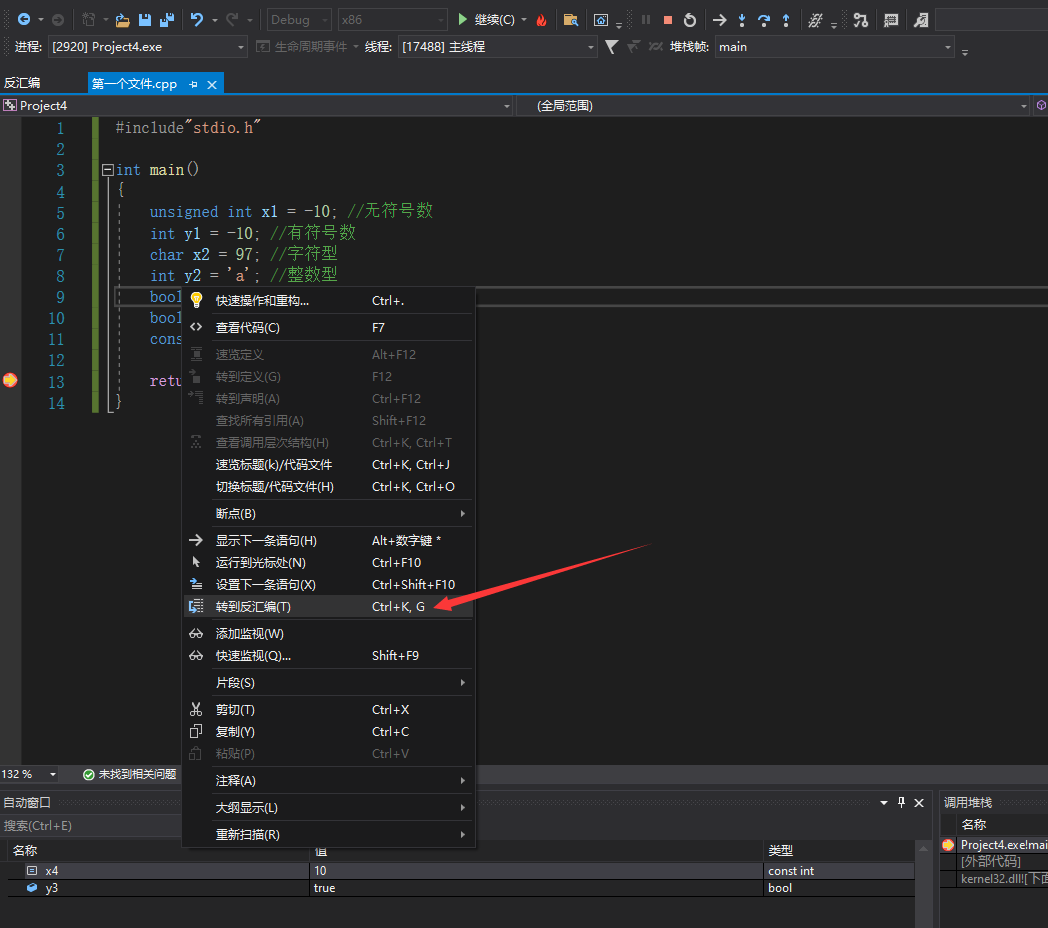 Debug x86 继续(C)
进程: [2920] Project4.exe 生命周期事件 线程: [17488] 主线程 堆栈帧: main
反汇编 第一个文件.cpp
Project4 (全局范围)
1 #include"stdio.h"
2
3 int main()
4 {
5 unsigned int x1 = -10; //无符号数
6 int y1 = -10; //有符号数
7 char x2 = 97; //字符型
8 int y2 = 'a'; //整数型
9 bool
10 bool
11 cons
12
13 retu
14 }
快速操作和重构... Ctrl+.
查看代码(C) F7
速览定义 Alt+F12
转到定义(G) F12
转到声明(A) Ctrl+F12
查找所有引用(A) Shift+F12
查看调用层次结构(H) Ctrl+K, Ctrl+T
速览标题(k)/代码文件 Ctrl+K, Ctrl+J
切换标题/代码文件(H) Ctrl+K, Ctrl+O
断点(B)
显示下一条语句(H) Alt+数字键 *
运行到光标处(N) Ctrl+F10
设置下一条语句(X) Ctrl+Shift+F10
转到反汇编(T) Ctrl+K, G
添加监视(W)
快速监视(Q)... Shift+F9
片段(S)
剪切(T) Ctrl+X
复制(Y) Ctrl+C
粘贴(P) Ctrl+V
注释(A)
大纲显示(L)
重新扫描(R)
132 % 未找到相关问题
自动窗口
搜索(Ctrl+E)
名称 值 类型
x4 10 const int
y3 true bool
调用堆栈
名称
Project4.exe!mai
[外部代码]
kernel32.dll![下面